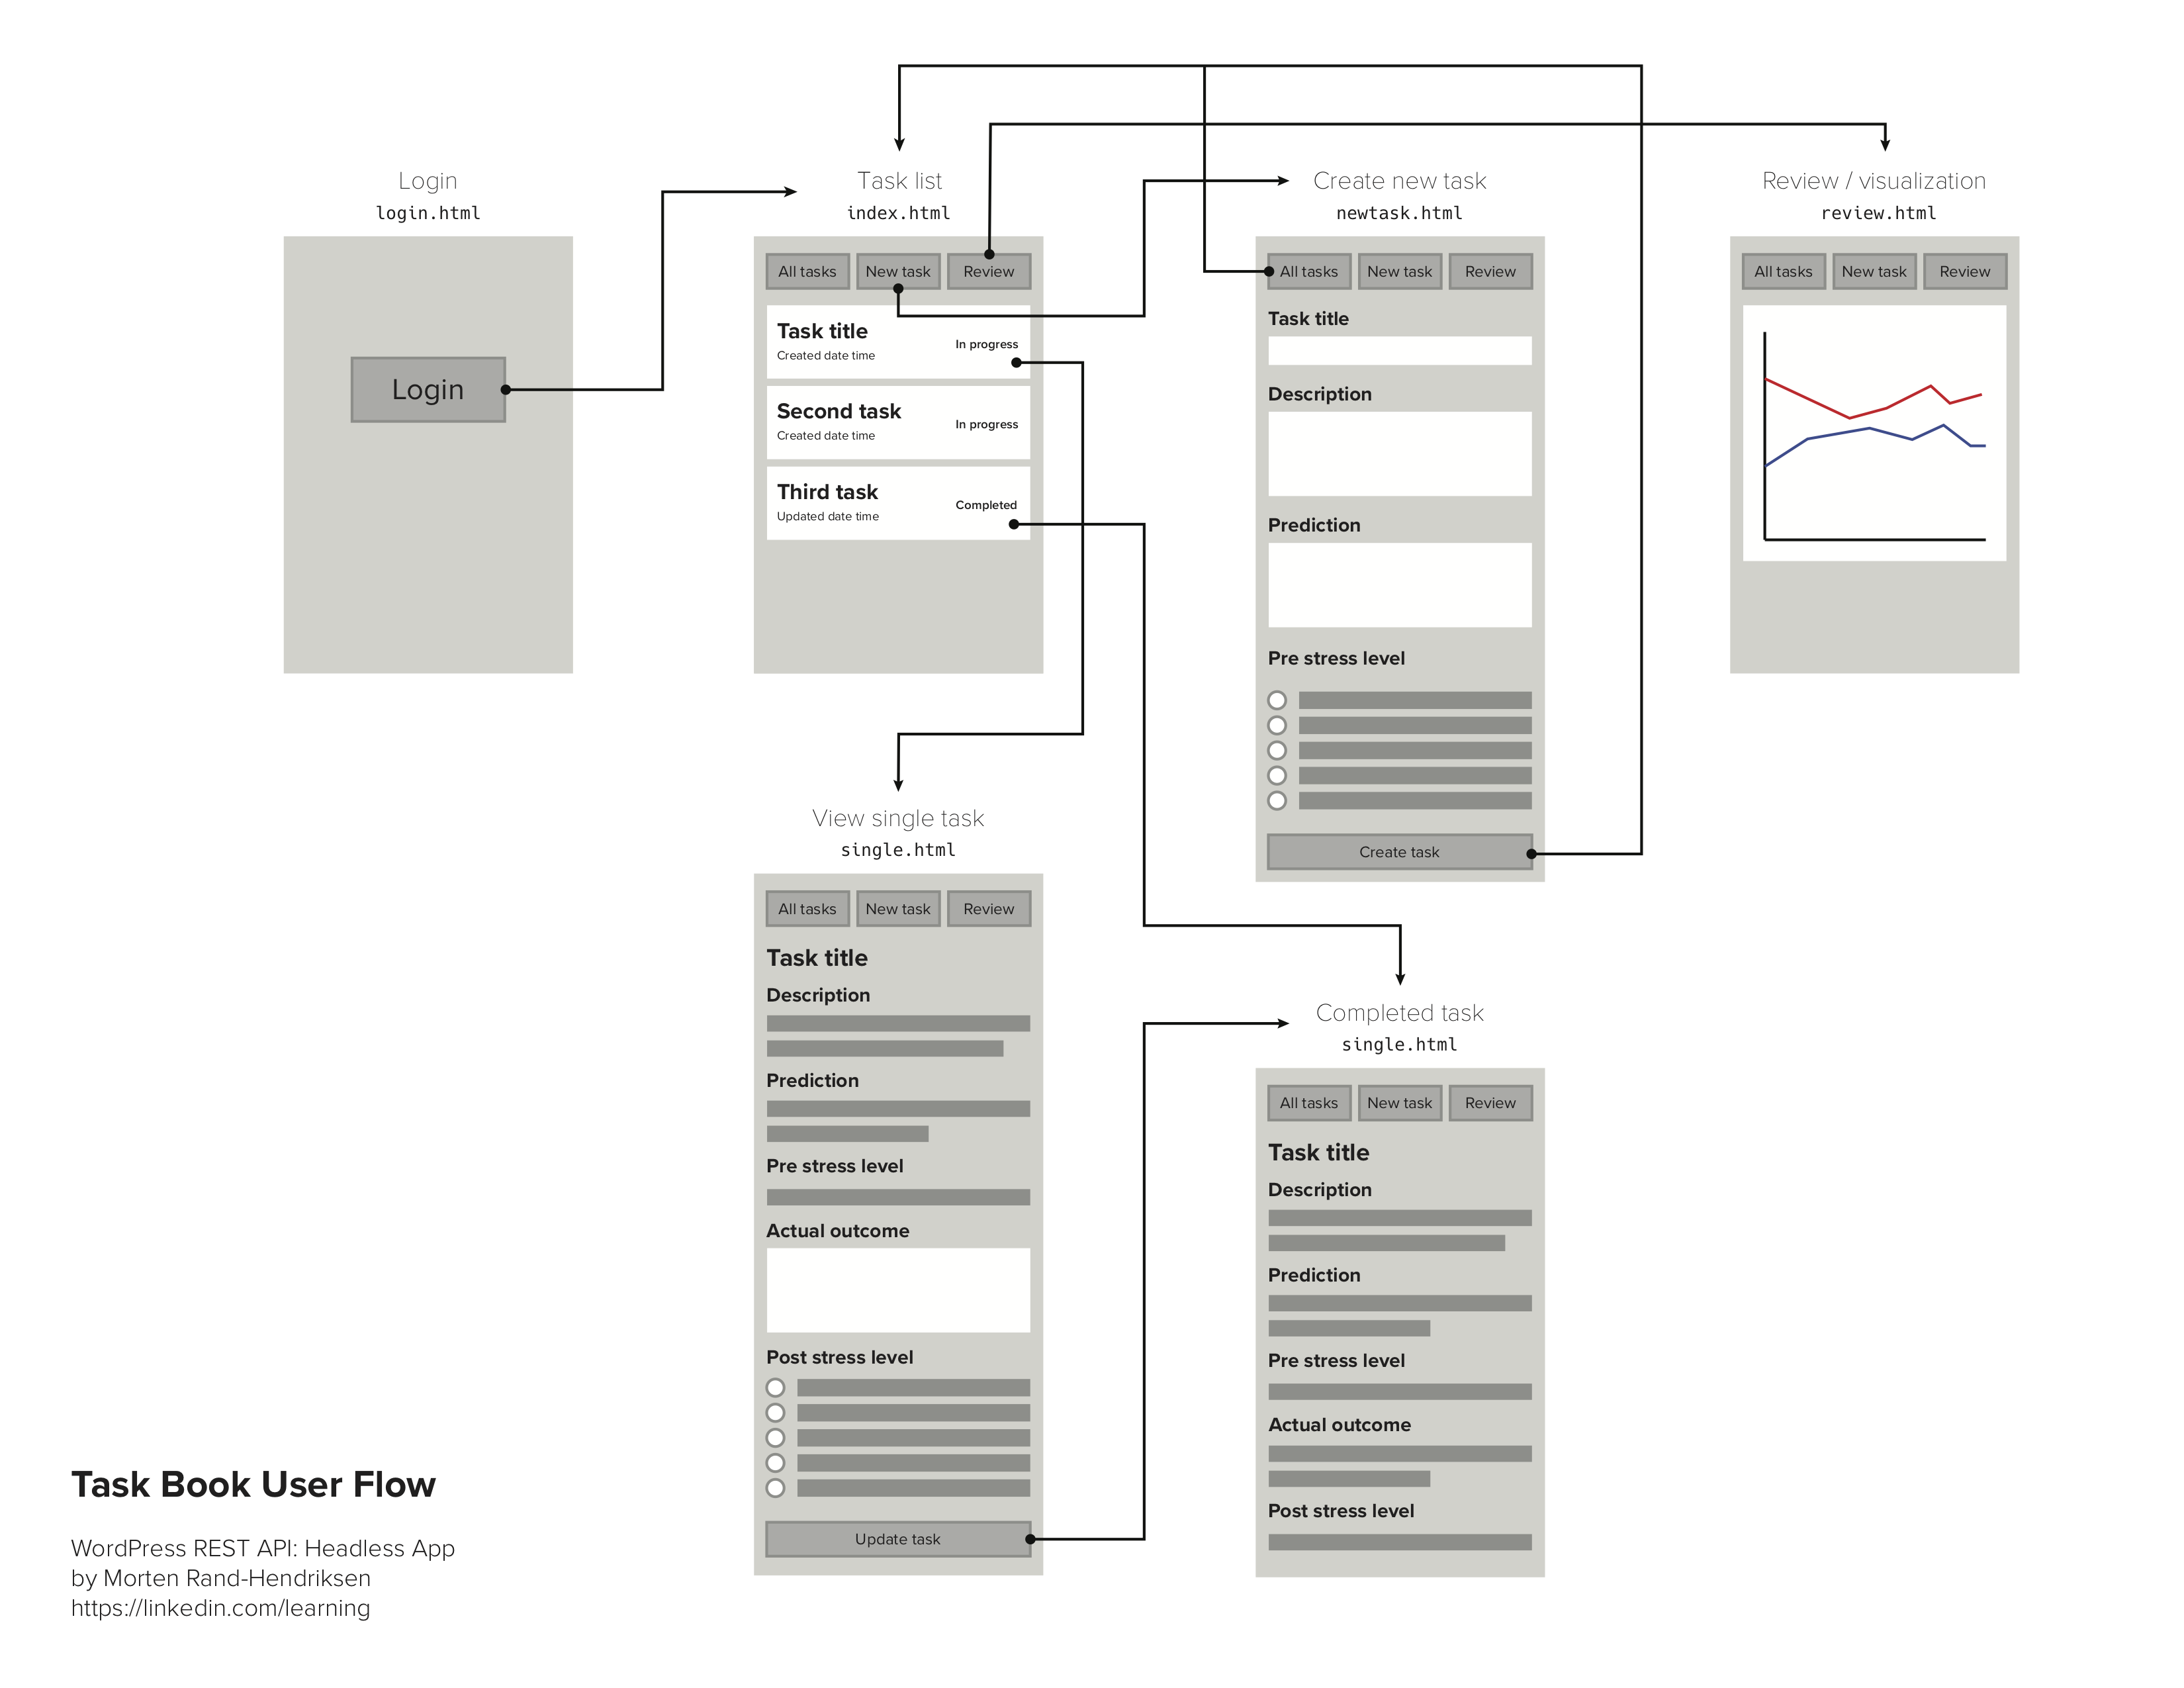 Login
login.html
Login
Task list
index.html
All tasks
New task
Review
Task title
Created date time
In progress
Second task
Created date time
In progress
Third task
Updated date time
Completed
Create new task
newtask.html
All tasks
New task
Review
Task title
Description
Prediction
Pre stress level
Create task
Review / visualization
review.html
All tasks
New task
Review
View single task
single.html
All tasks
New task
Review
Task title
Description
Prediction
Pre stress level
Actual outcome
Post stress level
Update task
Completed task
single.html
All tasks
New task
Review
Task title
Description
Prediction
Pre stress level
Actual outcome
Post stress level
Task Book User Flow
WordPress REST API: Headless App
by Morten Rand-Hendriksen
https://linkedin.com/learning